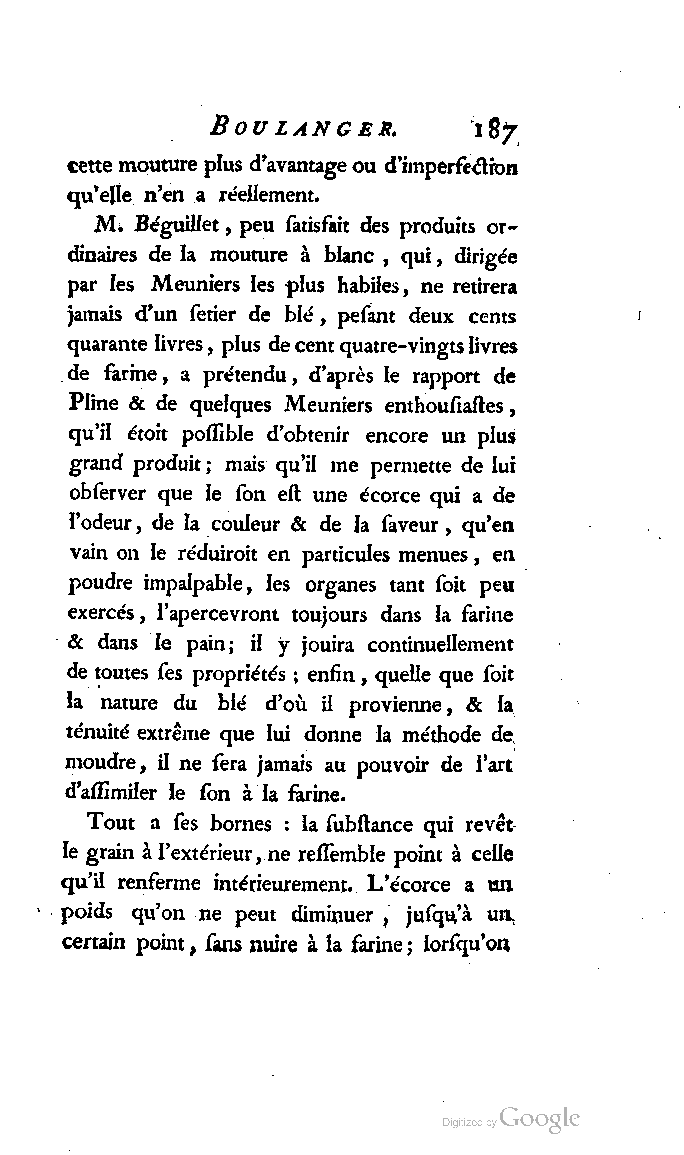 BOULANGER. 187
cette mouture plus d'avantage ou d'imperfection
qu'elle n'en a réellement.
M. Béguillet, peu ſatisfait des produits or-
dinaires de la mouture à blanc, qui, dirigée
par les Meuniers les plus habiles, ne retirera
jamais d'un ſetier de blé, peſant deux cents
quarante livres, plus de cent quatre-vingts livres
de farine, a prétendu, d'après le rapport de
Pline & de quelques Meuniers enthouſiaſtes,
qu'il étoit poſſible d'obtenir encore un plus
grand produit; mais qu'il me permette de lui
obſerver que le ſon eſt une écorce qui a de
l'odeur, de la couleur & de la ſaveur, qu'en
vain on le réduiroit en particules menues, en
poudre impalpable, les organes tant ſoit peu
exercés, l'apercevront toujours dans la farine
& dans le pain; il y jouira continuellement
de toutes ſes propriétés; enfin, quelle que ſoit
la nature du blé d'où il provienne, & la
ténuité extrême que lui donne la méthode de
moudre, il ne ſera jamais au pouvoir de l'art
d'aſſimiler le ſon à la farine.
Tout a ſes bornes : la ſubſtance qui revêt
le grain à l'extérieur, ne reſſemble point à celle
qu'il renferme intérieurement. L'écorce a un
poids qu'on ne peut diminuer, juſqu'à un
certain point, ſans nuire à la farine; lorſqu'on
Digitized by Google